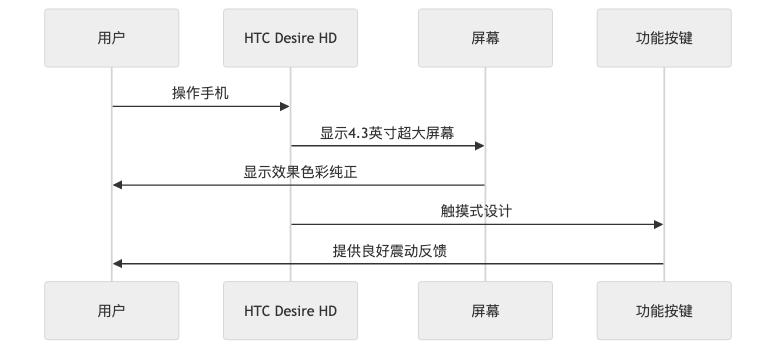 用户
HTC Desire HD
屏幕
功能按键
操作手机
显示4.3英寸超大屏幕
显示效果色彩纯正
触摸式设计
提供良好震动反馈
用户
HTC Desire HD
屏幕
功能按键